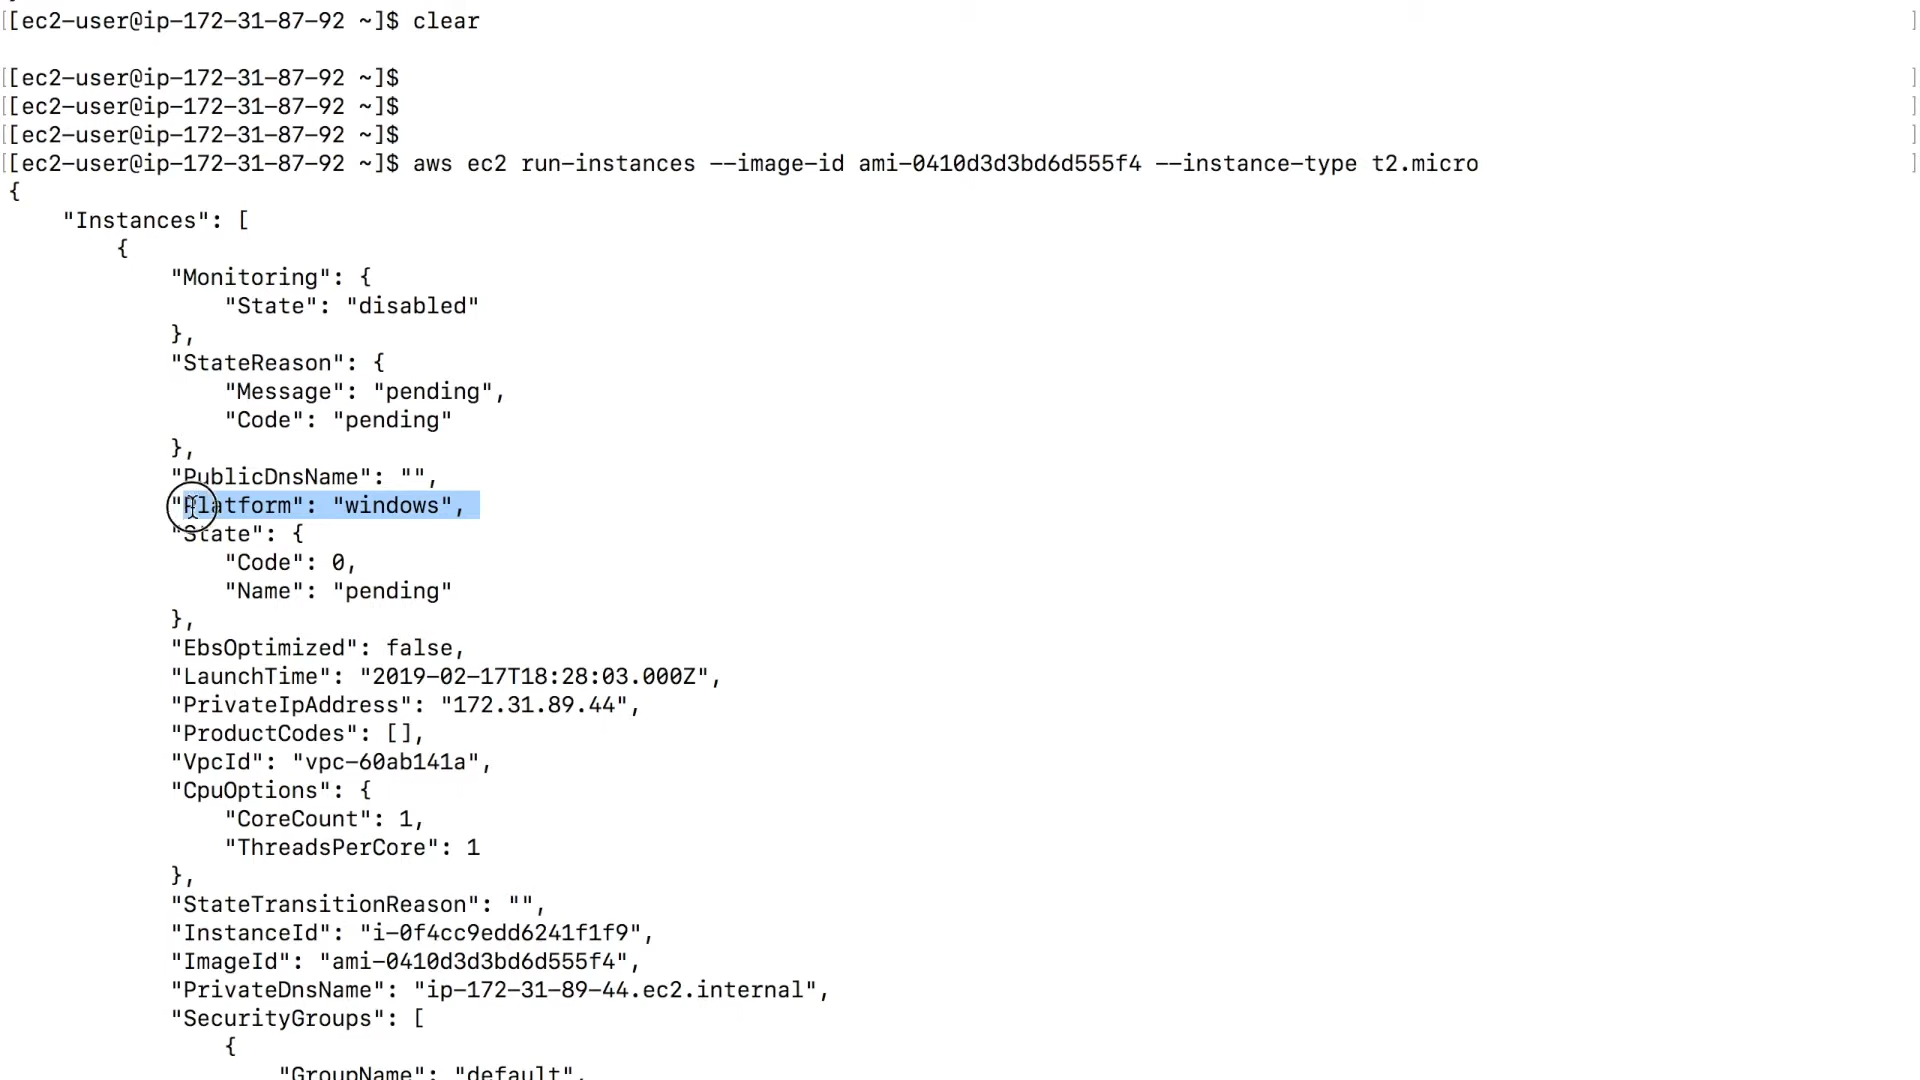 [ec2-user@ip-172-31-87-92 ~]$ clear
[ec2-user@ip-172-31-87-92 ~]$
[ec2-user@ip-172-31-87-92 ~]$
[ec2-user@ip-172-31-87-92 ~]$
[ec2-user@ip-172-31-87-92 ~]$ aws ec2 run-instances --image-id ami-0410d3d3bd6d555f4 --instance-type t2.micro
{
    "Instances": [
        {
            "Monitoring": {
                "State": "disabled"
            },
            "StateReason": {
                "Message": "pending",
                "Code": "pending"
            },
            "PublicDnsName": "",
            "Platform": "windows",
            "State": {
                "Code": 0,
                "Name": "pending"
            },
            "EbsOptimized": false,
            "LaunchTime": "2019-02-17T18:28:03.000Z",
            "PrivateIpAddress": "172.31.89.44",
            "ProductCodes": [],
            "VpcId": "vpc-60ab141a",
            "CpuOptions": {
                "CoreCount": 1,
                "ThreadsPerCore": 1
            },
            "StateTransitionReason": "",
            "InstanceId": "i-0f4cc9edd6241f1f9",
            "ImageId": "ami-0410d3d3bd6d555f4",
            "PrivateDnsName": "ip-172-31-89-44.ec2.internal",
            "SecurityGroups": [
                {
                    "GroupName": "default",